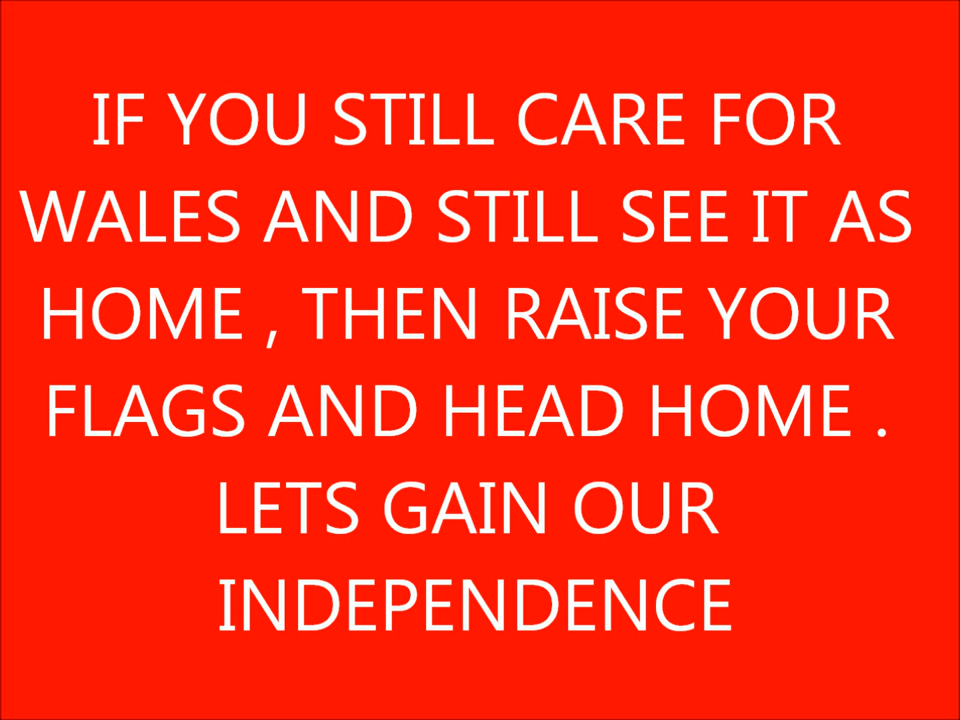 IF YOU STILL CARE FOR
WALES AND STILL SEE IT AS
HOME , THEN RAISE YOUR
FLAGS AND HEAD HOME .
LETS GAIN OUR
INDEPENDENCE